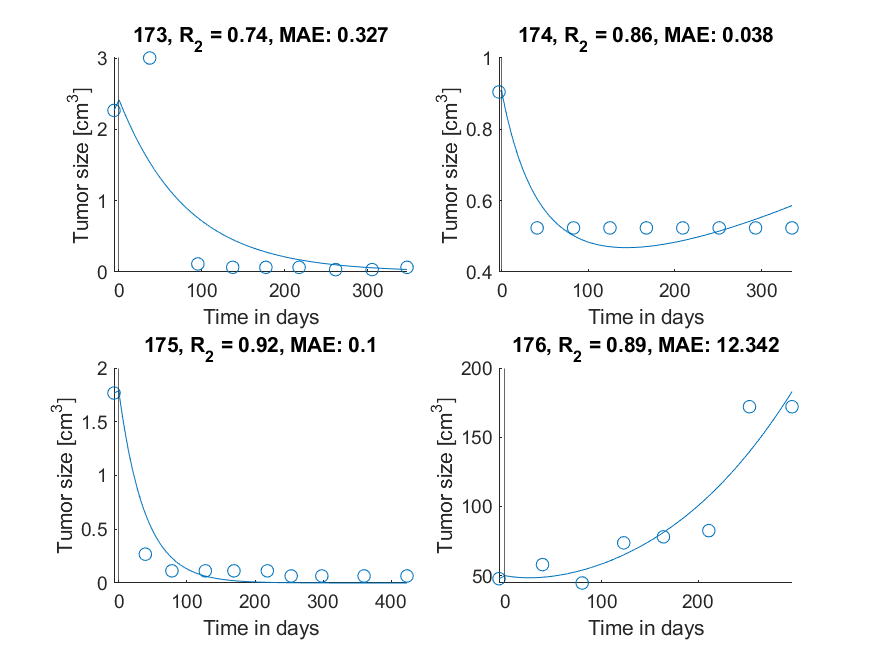 173, R2 = 0.74, MAE: 0.327
3
2
1
0
Tumor size [cm3]
0 100 200 300
Time in days
174, R2 = 0.86, MAE: 0.038
1
0.8
0.6
0.4
Tumor size [cm3]
0 100 200 300
Time in days
175, R2 = 0.92, MAE: 0.1
2
1.5
1
0.5
0
Tumor size [cm3]
0 100 200 300 400
Time in days
176, R2 = 0.89, MAE: 12.342
200
150
100
50
Tumor size [cm3]
0 100 200
Time in days